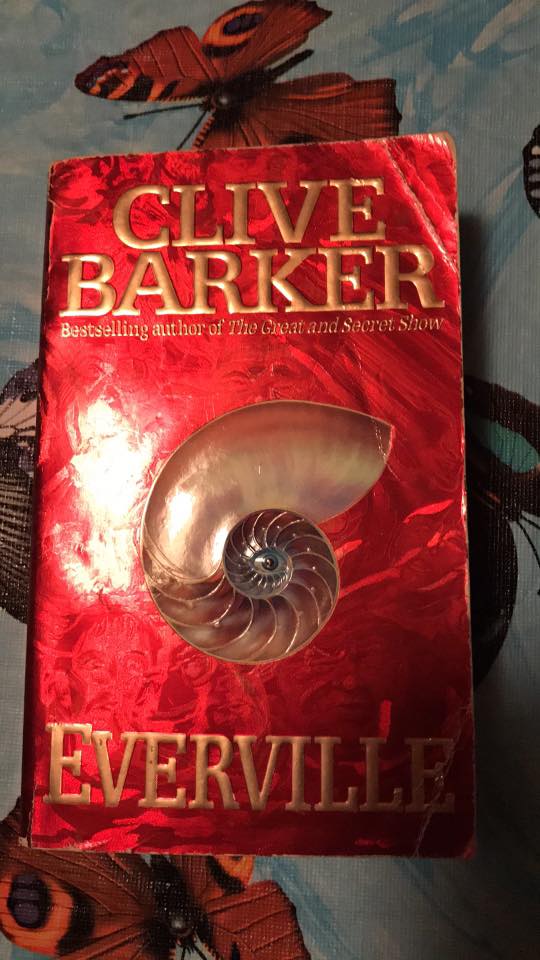 CLIVE
BARKER
Bestselling author of The Great and Secret Show
EVERVILLE